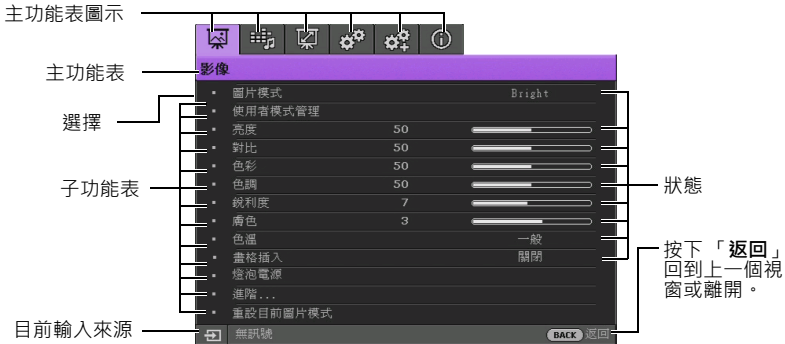 主功能表圖示
主功能表
影像
選擇
圖片模式 Bright
使用者模式管理
亮度 50
對比 50
色彩 50
子功能表
色調 50
狀態
銳利度 7
膚色 3
色溫 一般
畫格插入 關閉
燈泡電源
進階...
重設目前圖片模式
按下「返回」
回到上一個視
窗或離開。
目前輸入來源
無訊號
BACK 返回